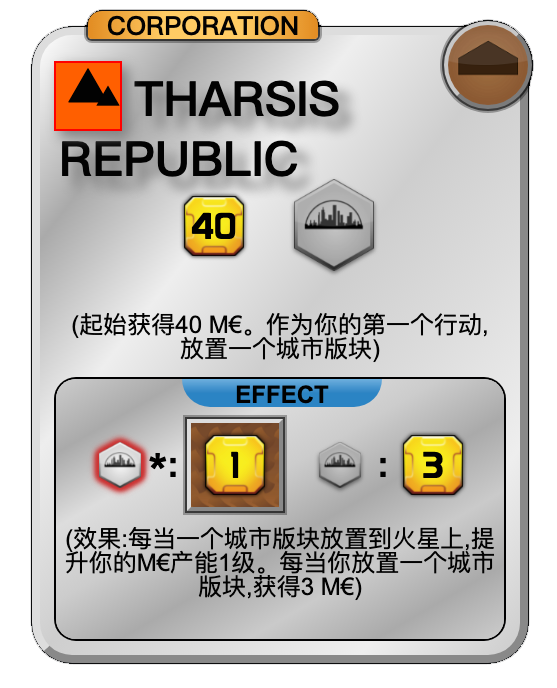 CORPORATION
THARSIS
REPUBLIC
40
(起始获得40 M€。作为你的第一个行动,
放置一个城市版块)
EFFECT
*: 1 : 3
(效果:每当一个城市版块放置到火星上,提
升你的M€产能1级。每当你放置一个城市
版块,获得3 M€)